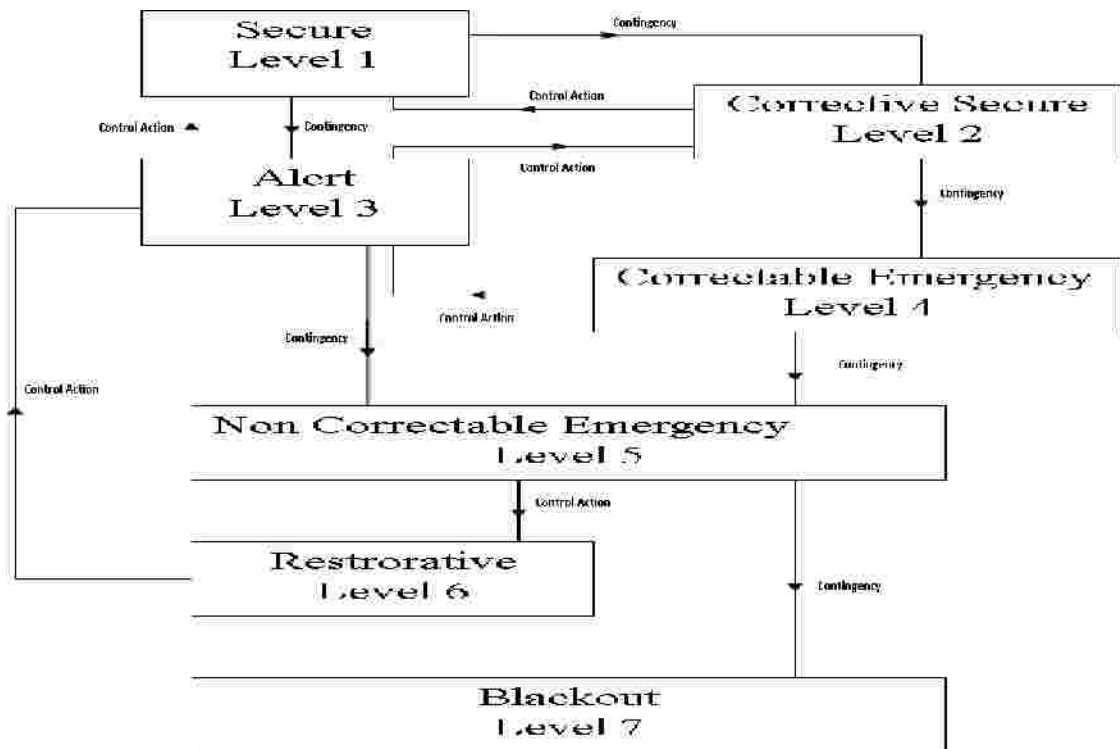 Secure
Level 1
Contingency
Control Action
Corrective Secure
Level 2
Control Action
Contingency
Control Action
Alert
Level 3
Contingency
Correctable Emergency
Level 4
Control Action
Contingency
Contingency
Control Action
Non Correctable Emergency
Level 5
Control Action
Restrorative
Level 6
Contingency
Blackout
Level 7